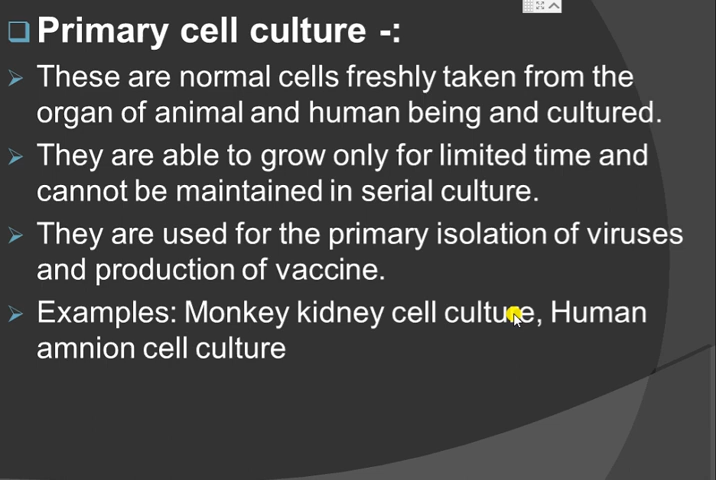 Primary cell culture -:
These are normal cells freshly taken from the
organ of animal and human being and cultured.
They are able to grow only for limited time and
cannot be maintained in serial culture.
They are used for the primary isolation of viruses
and production of vaccine.
Examples: Monkey kidney cell culture, Human
amnion cell culture